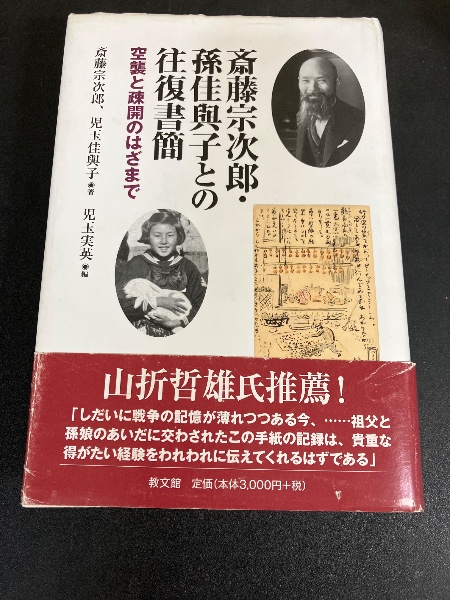 斎藤宗次郎・
孫佳與子との
往復書簡
空襲と疎開のはざまで
斎藤宗次郎、児玉佳與子◉著
児玉実英◉編
山折哲雄氏推薦!
「しだいに戦争の記憶が薄れつつある今、……祖父と
孫娘のあいだに交わされたこの手紙の記録は、貴重な
得がたい経験をわれわれに伝えてくれるはずである」
教文館 定価(本体3,000円+税)